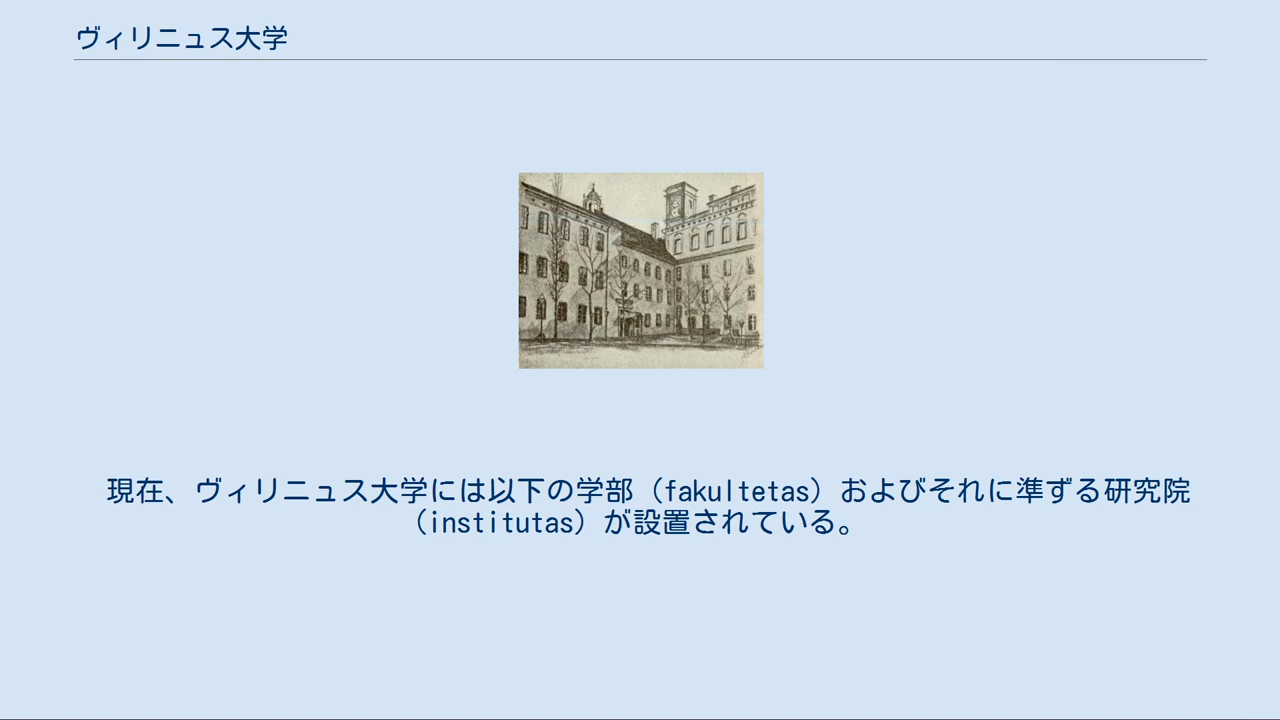 ヴィリニュス大学
現在、ヴィリニュス大学には以下の学部（fakultetas）およびそれに準ずる研究院
（institutas）が設置されている。